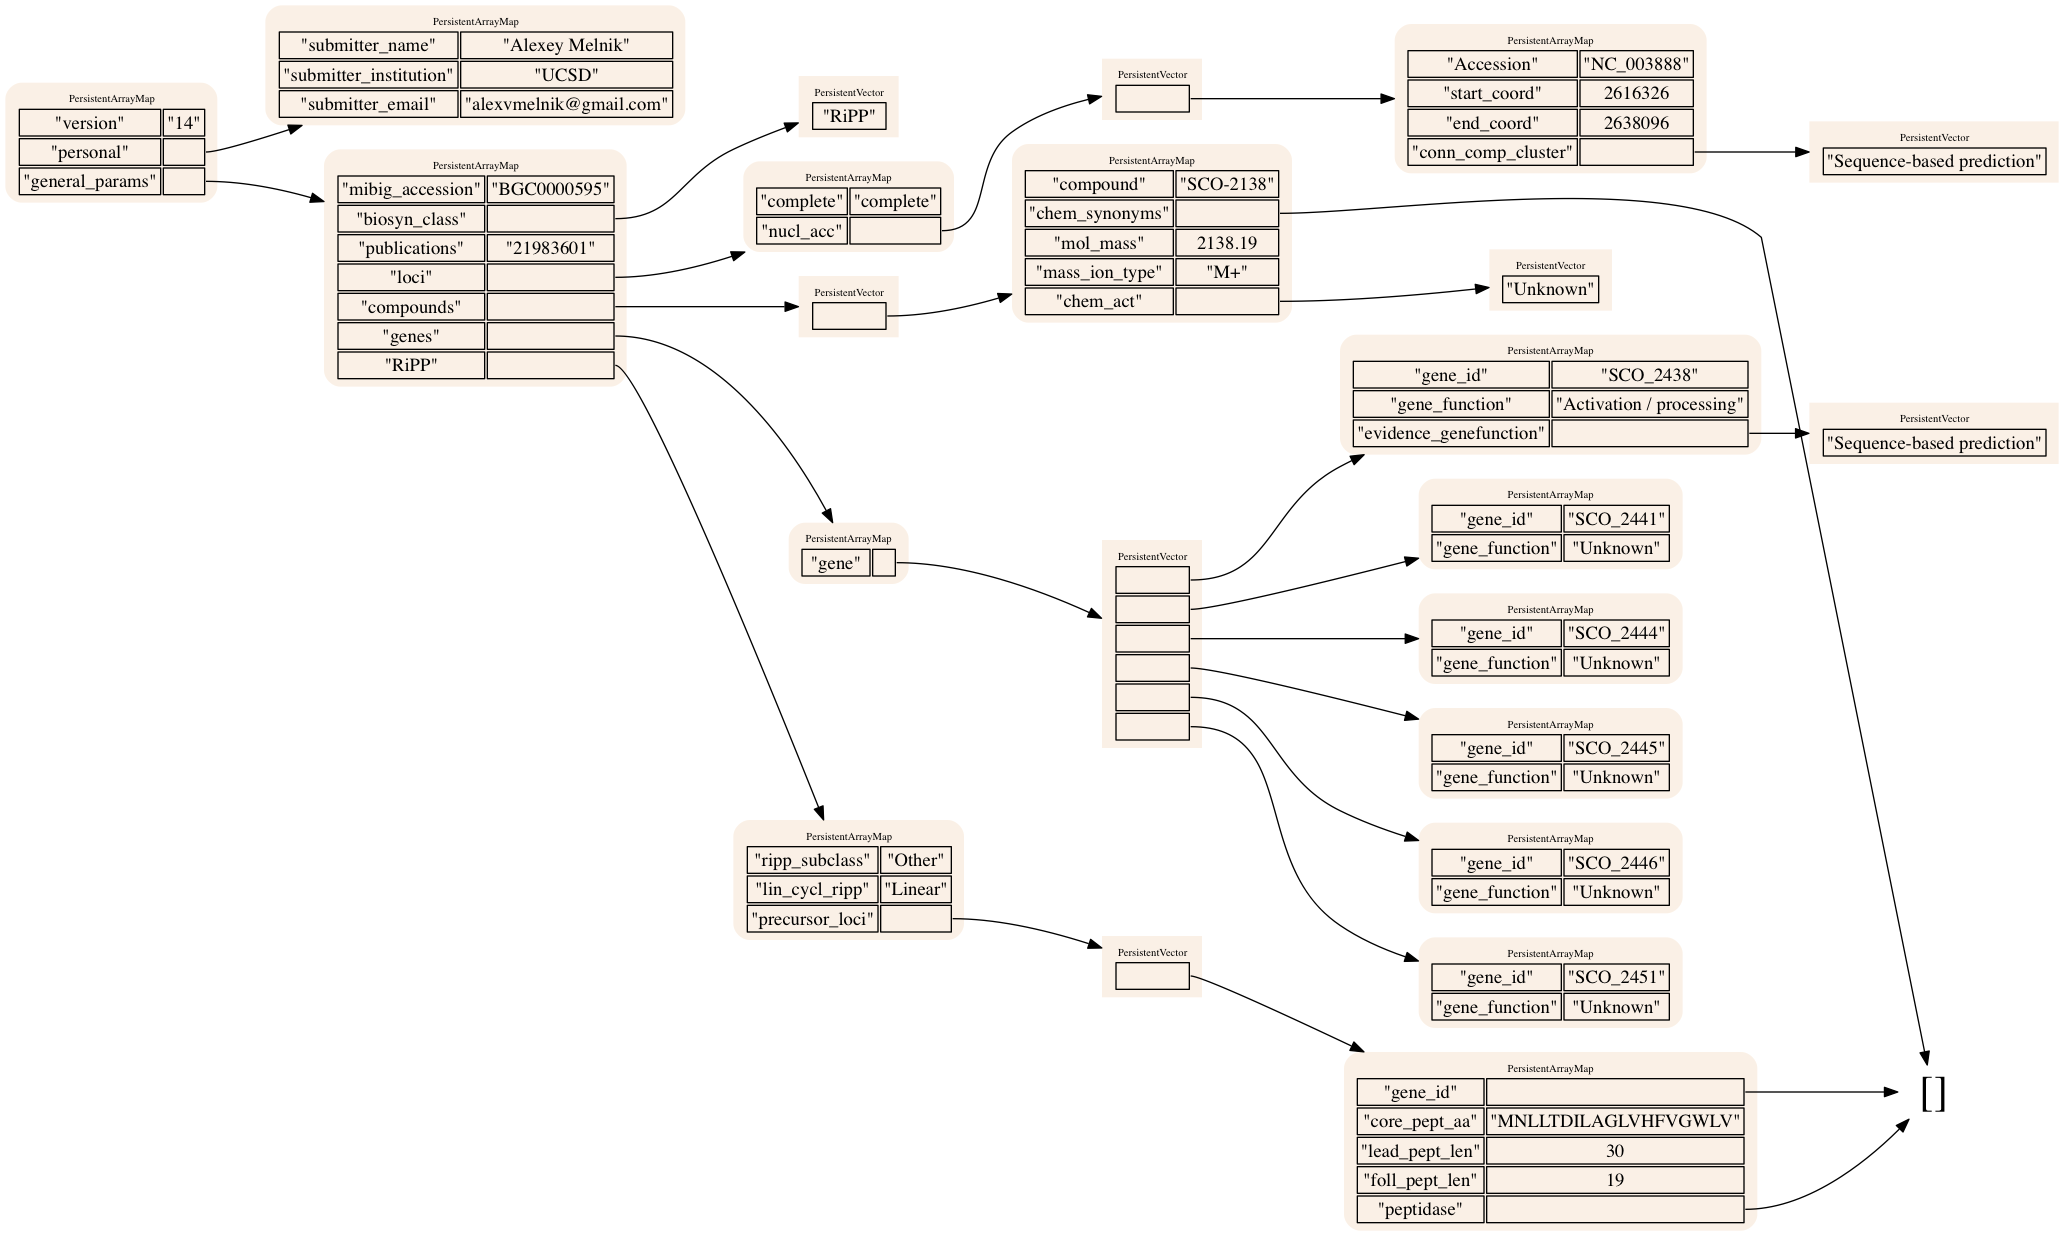 PersistentArrayMap
"version" "14"
"personal"
"general_params"
PersistentArrayMap
"submitter_name" "Alexey Melnik"
"submitter_institution" "UCSD"
"submitter_email" "alexvmelnik@gmail.com"
PersistentArrayMap
"mibig_accession" "BGC0000595"
"biosyn_class"
"publications" "21983601"
"loci"
"compounds"
"genes"
"RiPP"
PersistentVector
"RiPP"
PersistentArrayMap
"complete" "complete"
"nucl_acc"
PersistentVector
PersistentArrayMap
"Accession" "NC_003888"
"start_coord" 2616326
"end_coord" 2638096
"conn_comp_cluster"
PersistentVector
"Sequence-based prediction"
PersistentVector
PersistentArrayMap
"compound" "SCO-2138"
"chem_synonyms"
"mol_mass" 2138.19
"mass_ion_type" "M+"
"chem_act"
PersistentVector
"Unknown"
PersistentArrayMap
"gene"
PersistentVector
PersistentArrayMap
"gene_id" "SCO_2438"
"gene_function" "Activation / processing"
"evidence_genefunction"
PersistentVector
"Sequence-based prediction"
PersistentArrayMap
"gene_id" "SCO_2441"
"gene_function" "Unknown"
PersistentArrayMap
"gene_id" "SCO_2444"
"gene_function" "Unknown"
PersistentArrayMap
"gene_id" "SCO_2445"
"gene_function" "Unknown"
PersistentArrayMap
"gene_id" "SCO_2446"
"gene_function" "Unknown"
PersistentArrayMap
"gene_id" "SCO_2451"
"gene_function" "Unknown"
PersistentArrayMap
"ripp_subclass" "Other"
"lin_cycl_ripp" "Linear"
"precursor_loci"
PersistentVector
PersistentArrayMap
"gene_id"
"core_pept_aa" "MNLLTDILAGLVHFVGWLV"
"lead_pept_len" 30
"foll_pept_len" 19
"peptidase"
[]